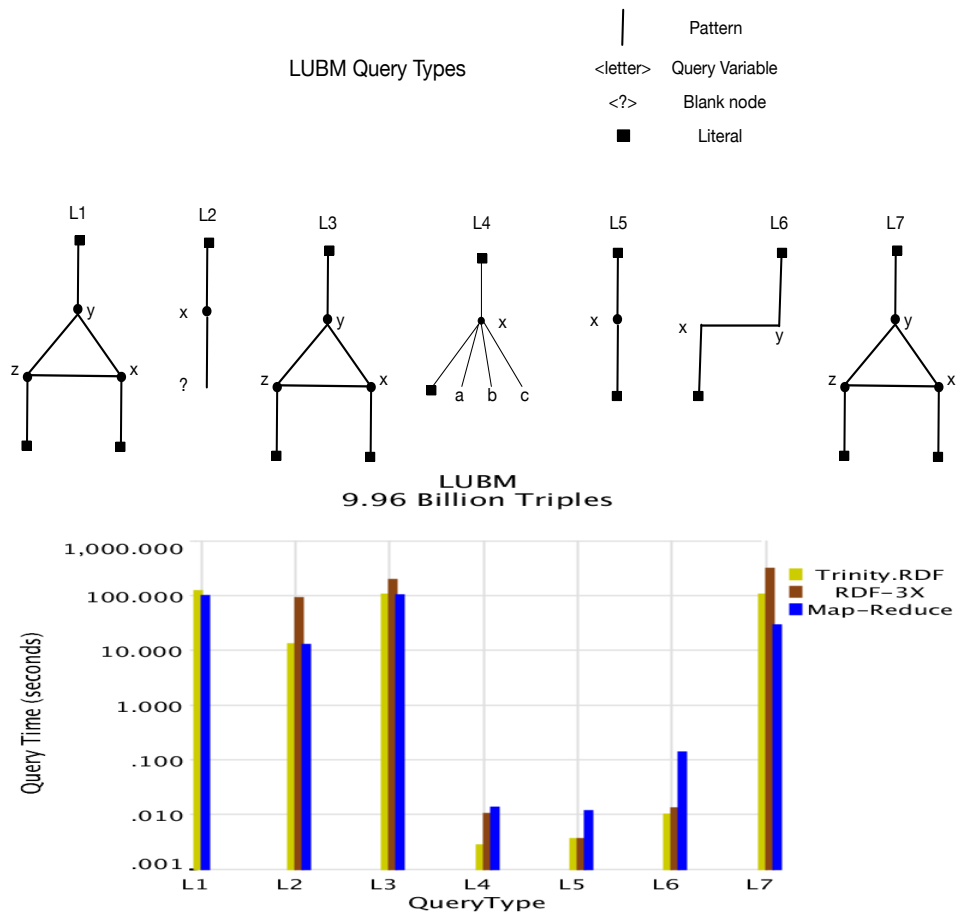 Pattern
LUBM Query Types
<letter> Query Variable
<?> Blank node
Literal
L1 L2 L3 L4 L5 L6 L7
y
z x
x
?
y
z x
x
a b c
x
x
y
y
z x
LUBM
9.96 Billion Triples
1,000.000
100.000
10.000
1.000
.100
.010
.001
Query Time (seconds)
L1 L2 L3 L4 L5 L6 L7
QueryType
Trinity.RDF
RDF-3X
Map-Reduce